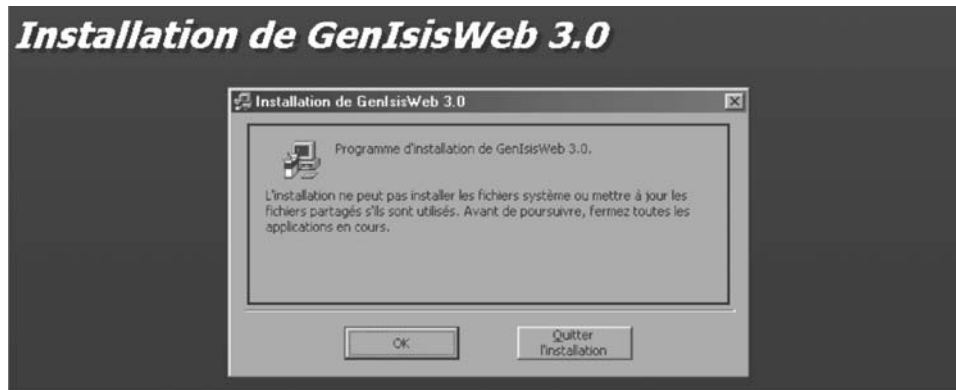 Installation de GenIsisWeb 3.0
Installation de GenIsisWeb 3.0
Programme d'installation de GenIsisWeb 3.0.
L'installation ne peut pas installer les fichiers système ou mettre à jour les
fichiers partagés s'ils sont utilisés. Avant de poursuivre, fermez toutes les
applications en cours.
OK
Quitter
l'installation